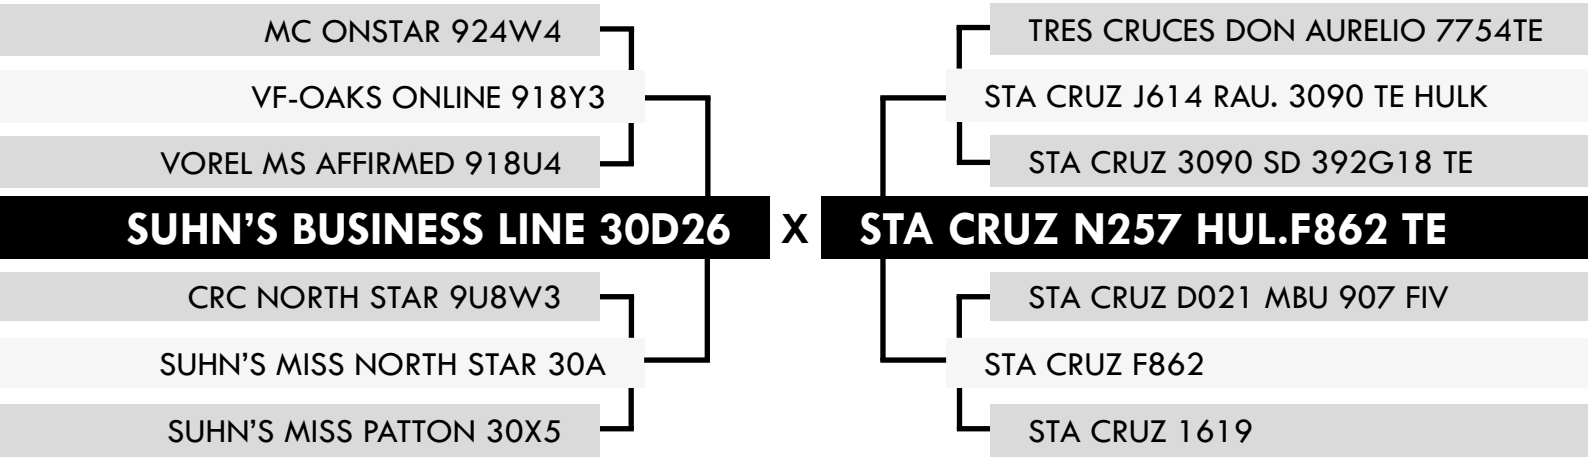 MC ONSTAR 924W4
VF-OAKS ONLINE 918Y3
VOREL MS AFFIRMED 918U4
SUHN'S BUSINESS LINE 30D26
CRC NORTH STAR 9U8W3
SUHN'S MISS NORTH STAR 30A
SUHN'S MISS PATTON 30X5
X
TRES CRUCES DON AURELIO 7754TE
STA CRUZ J614 RAU. 3090 TE HULK
STA CRUZ 3090 SD 392G18 TE
STA CRUZ N257 HUL.F862 TE
STA CRUZ D021 MBU 907 FIV
STA CRUZ F862
STA CRUZ 1619